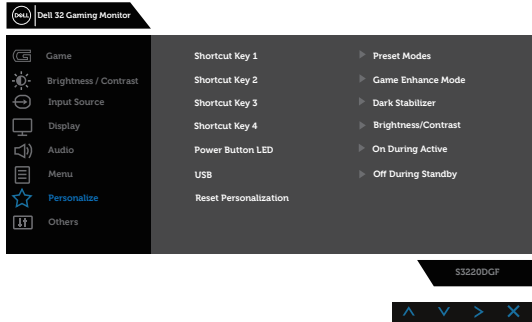 DELL Dell 32 Gaming Monitor
Game
Brightness / Contrast
Input Source
Display
Audio
Menu
Personalize
Others
Shortcut Key 1 Preset Modes
Shortcut Key 2 Game Enhance Mode
Shortcut Key 3 Dark Stabilizer
Shortcut Key 4 Brightness/Contrast
Power Button LED On During Active
USB Off During Standby
Reset Personalization
S3220DGF